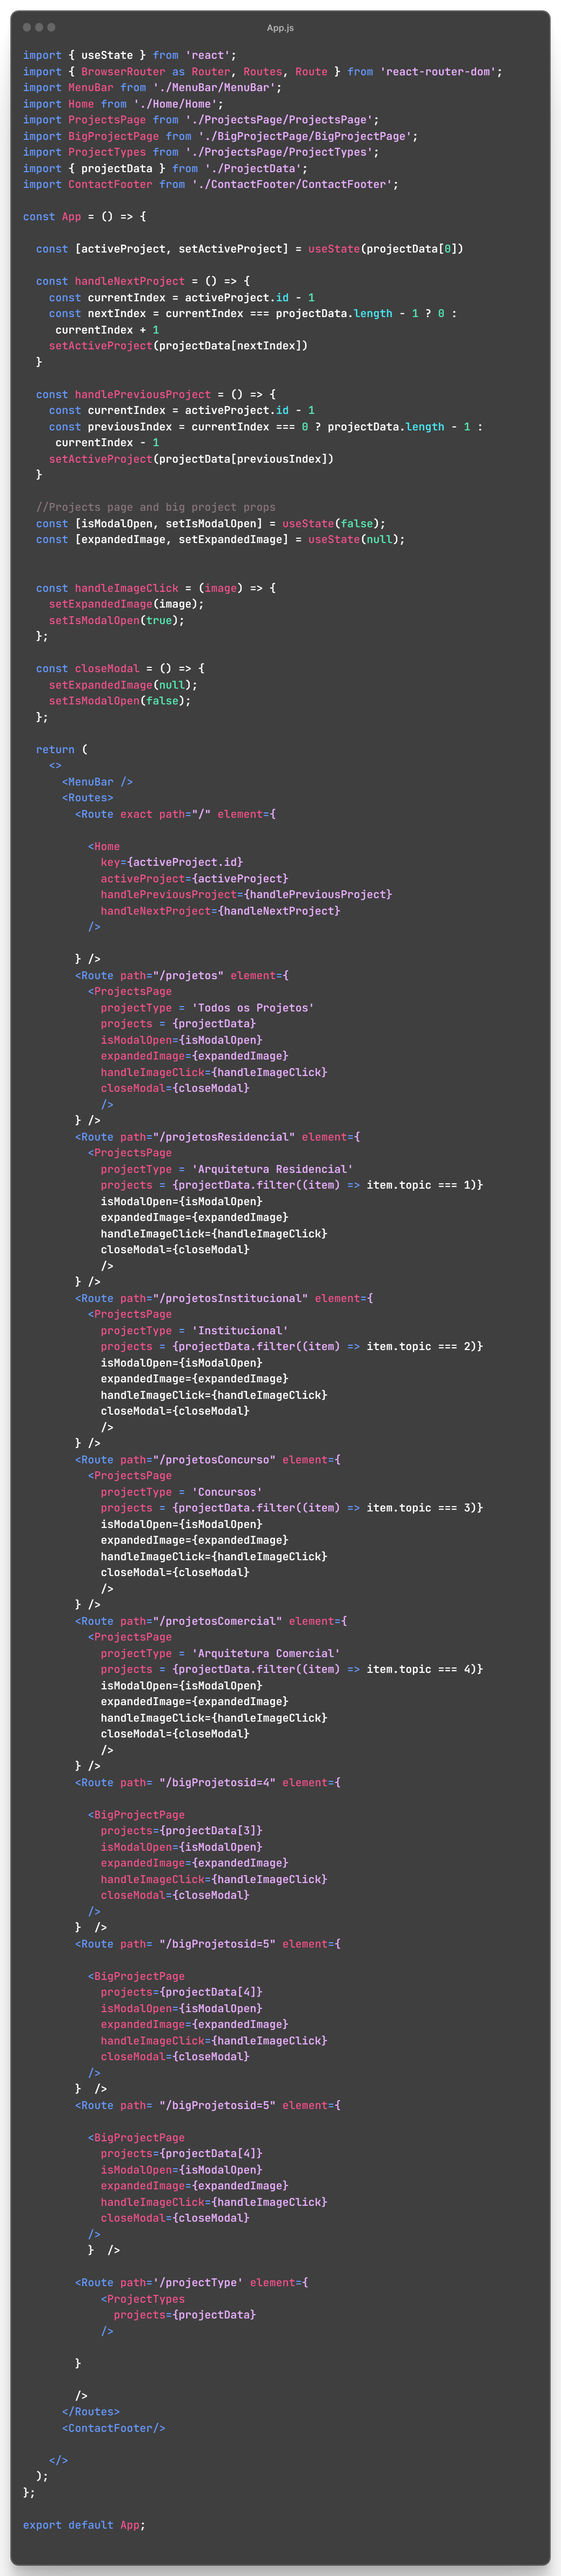 App.js
import { useState } from 'react';
import { BrowserRouter as Router, Routes, Route } from 'react-router-dom';
import MenuBar from './MenuBar/MenuBar';
import Home from './Home/Home';
import ProjectsPage from './ProjectsPage/ProjectsPage';
import BigProjectPage from './BigProjectPage/BigProjectPage';
import ProjectTypes from './ProjectsPage/ProjectTypes';
import { projectData } from './ProjectData';
import ContactFooter from './ContactFooter/ContactFooter';
const App = () => {
const [activeProject, setActiveProject] = useState(projectData[0])
const handleNextProject = () => {
const currentIndex = activeProject.id - 1
const nextIndex = currentIndex === projectData.length - 1 ? 0 :
currentIndex + 1
setActiveProject(projectData[nextIndex])
}
const handlePreviousProject = () => {
const currentIndex = activeProject.id - 1
const previousIndex = currentIndex === 0 ? projectData.length - 1 :
currentIndex - 1
setActiveProject(projectData[previousIndex])
}
//Projects page and big project props
const [isModalOpen, setIsModalOpen] = useState(false);
const [expandedImage, setExpandedImage] = useState(null);
const handleImageClick = (image) => {
setExpandedImage(image);
setIsModalOpen(true);
};
const closeModal = () => {
setExpandedImage(null);
setIsModalOpen(false);
};
return (
<>
<MenuBar />
<Routes>
<Route exact path="/" element={
<Home
key={activeProject.id}
activeProject={activeProject}
handlePreviousProject={handlePreviousProject}
handleNextProject={handleNextProject}
/>
} />
<Route path="/projetos" element={
<ProjectsPage
projectType = 'Todos os Projetos'
projects = {projectData}
isModalOpen={isModalOpen}
expandedImage={expandedImage}
handleImageClick={handleImageClick}
closeModal={closeModal}
/>
} />
<Route path="/projetosResidencial" element={
<ProjectsPage
projectType = 'Arquitetura Residencial'
projects = {projectData.filter((item) => item.topic === 1)}
isModalOpen={isModalOpen}
expandedImage={expandedImage}
handleImageClick={handleImageClick}
closeModal={closeModal}
/>
} />
<Route path="/projetosInstitucional" element={
<ProjectsPage
projectType = 'Institucional'
projects = {projectData.filter((item) => item.topic === 2)}
isModalOpen={isModalOpen}
expandedImage={expandedImage}
handleImageClick={handleImageClick}
closeModal={closeModal}
/>
} />
<Route path="/projetosConcurso" element={
<ProjectsPage
projectType = 'Concursos'
projects = {projectData.filter((item) => item.topic === 3)}
isModalOpen={isModalOpen}
expandedImage={expandedImage}
handleImageClick={handleImageClick}
closeModal={closeModal}
/>
} />
<Route path="/projetosComercial" element={
<ProjectsPage
projectType = 'Arquitetura Comercial'
projects = {projectData.filter((item) => item.topic === 4)}
isModalOpen={isModalOpen}
expandedImage={expandedImage}
handleImageClick={handleImageClick}
closeModal={closeModal}
/>
} />
<Route path= "/bigProjetosid=4" element={
<BigProjectPage
projects={projectData[3]}
isModalOpen={isModalOpen}
expandedImage={expandedImage}
handleImageClick={handleImageClick}
closeModal={closeModal}
/>
} />
<Route path= "/bigProjetosid=5" element={
<BigProjectPage
projects={projectData[4]}
isModalOpen={isModalOpen}
expandedImage={expandedImage}
handleImageClick={handleImageClick}
closeModal={closeModal}
/>
} />
<Route path= "/bigProjetosid=5" element={
<BigProjectPage
projects={projectData[4]}
isModalOpen={isModalOpen}
expandedImage={expandedImage}
handleImageClick={handleImageClick}
closeModal={closeModal}
/>
} />
<Route path='/projectType' element={
<ProjectTypes
projects={projectData}
/>
}
/>
</Routes>
<ContactFooter/>
</>
);
};
export default App;